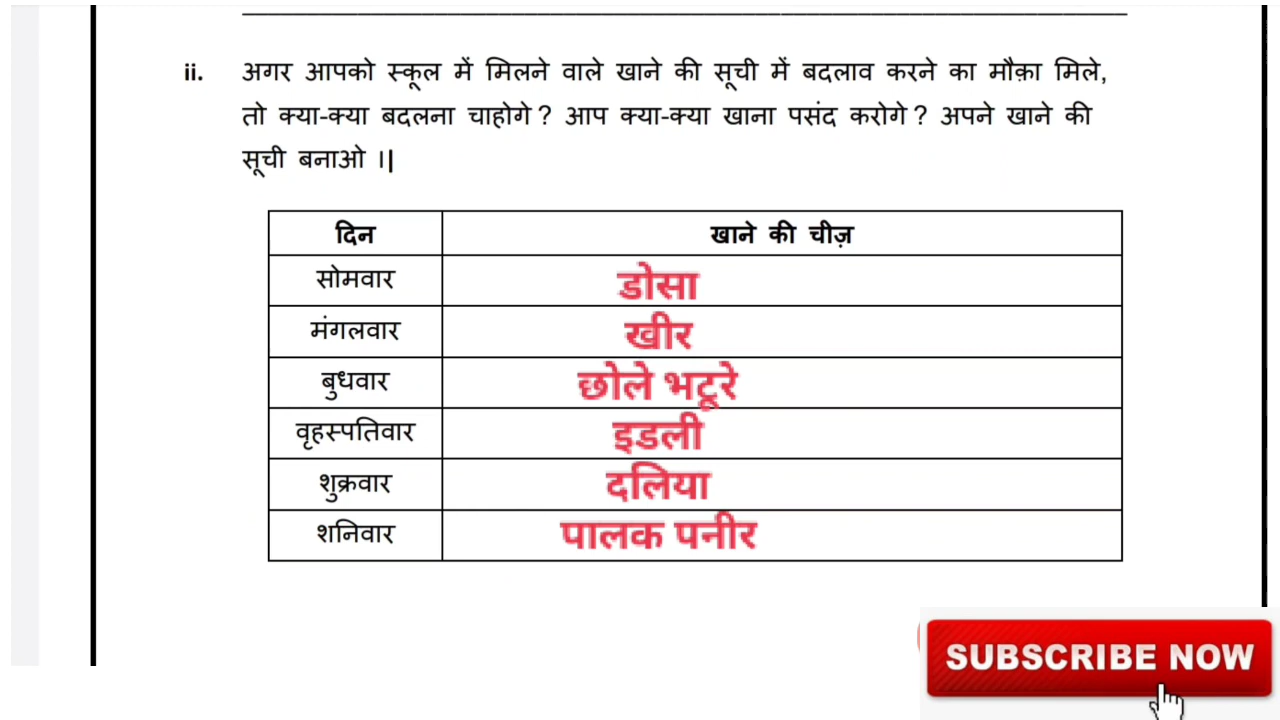 ii. अगर आपको स्कूल में मिलने वाले खाने की सूची में बदलाव करने का मौक़ा मिले,
तो क्या-क्या बदलना चाहोगे ? आप क्या-क्या खाना पसंद करोगे ? अपने खाने की
सूची बनाओ ।
दिन खाने की चीज़
सोमवार डोसा
मंगलवार खीर
बुधवार छोले भटूरे
वृहस्पतिवार इडली
शुक्रवार दलिया
शनिवार पालक पनीर
SUBSCRIBE NOW